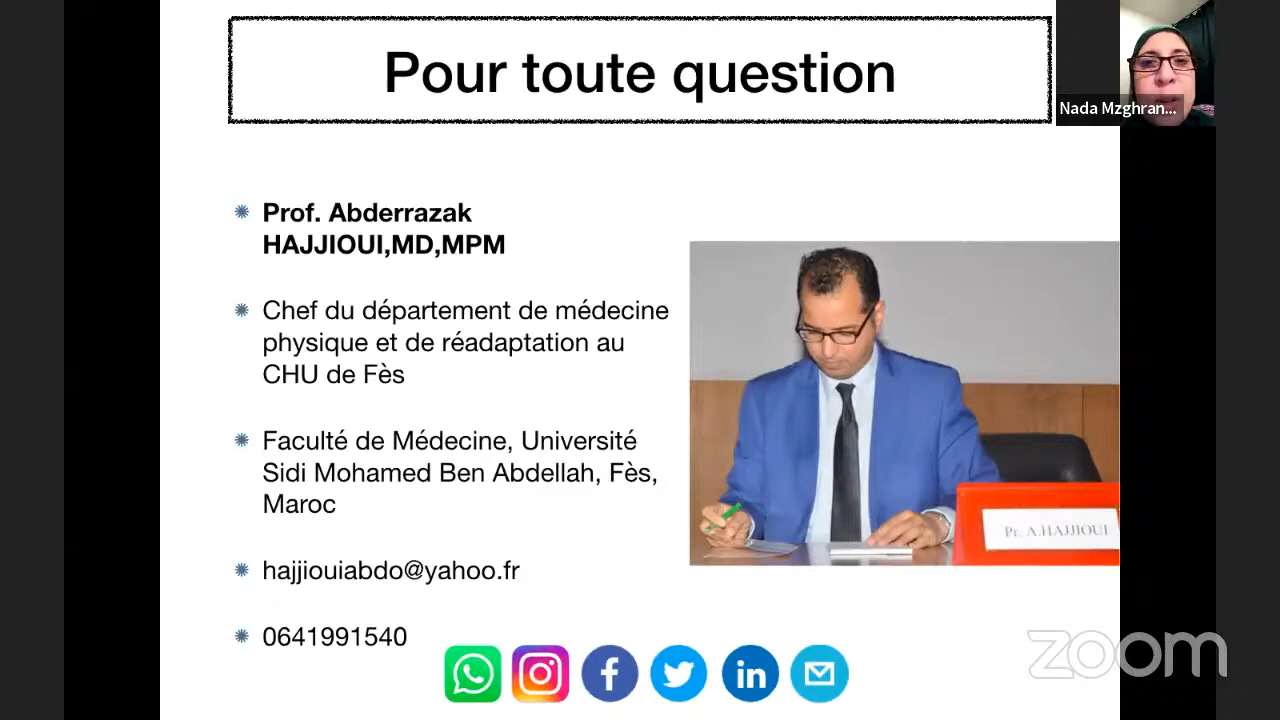 Pour toute question
Nada Mzghran...
Prof. Abderrazak
HAJJIOUI,MD,MPM
Chef du département de médecine
physique et de réadaptation au
CHU de Fès
Faculté de Médecine, Université
Sidi Mohamed Ben Abdellah, Fès,
Maroc
hajjiouiabdo@yahoo.fr
0641991540
Pr. A.HAJJIOUI
zoom